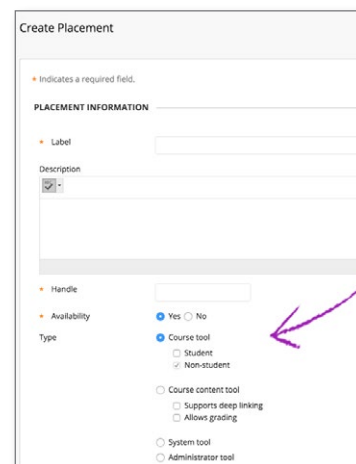 Create Placement
* Indicates a required field.
PLACEMENT INFORMATION
* Label
Description
* Handle
* Availability
Yes No
Type
Course tool
Student
Non-student
Course content tool
Supports deep linking
Allows grading
System tool
Administrator tool